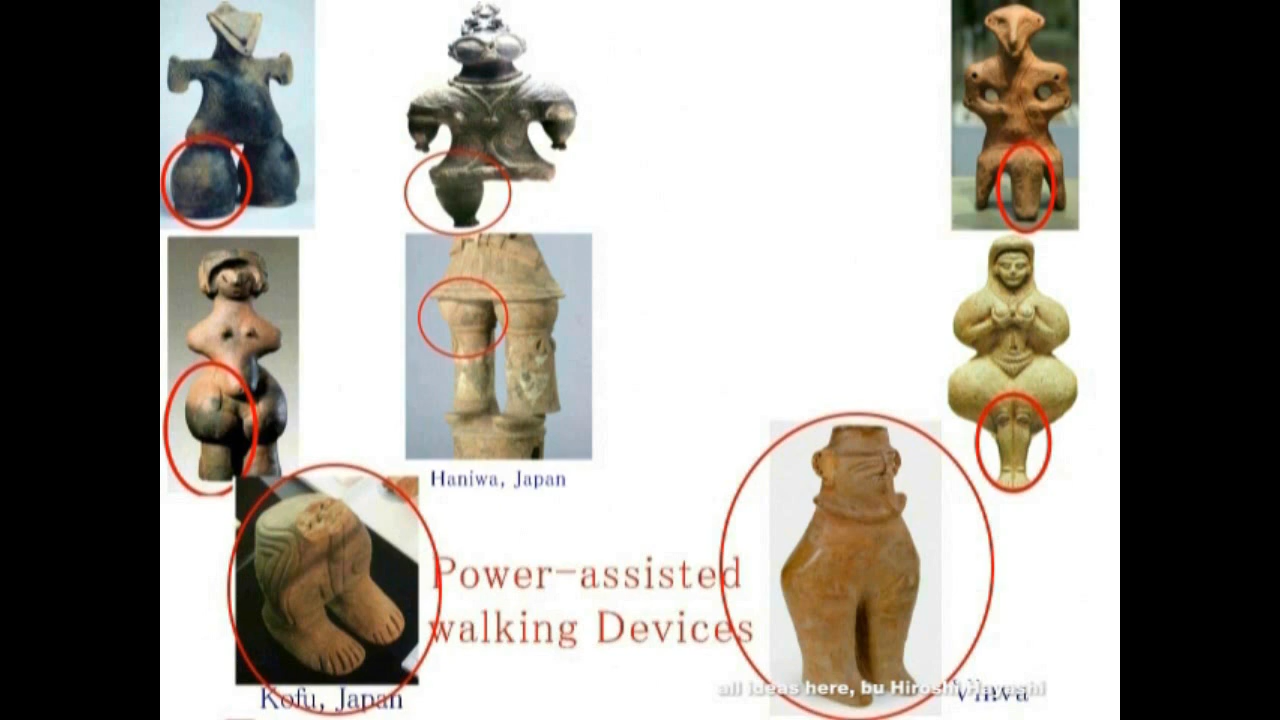 Haniwa, Japan
Power-assisted
walking Devices
Kofu, Japan
all ideas here, bu Hiroshi Hayashi